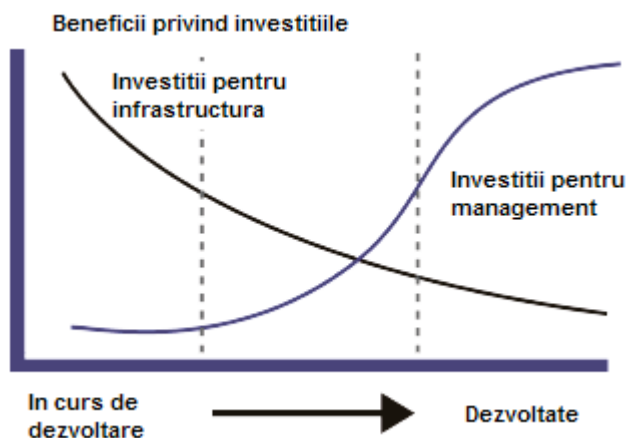 Beneficii privind investitiile
Investitii pentru
infrastructura
Investitii pentru
management
In curs de
dezvoltare
Dezvoltate